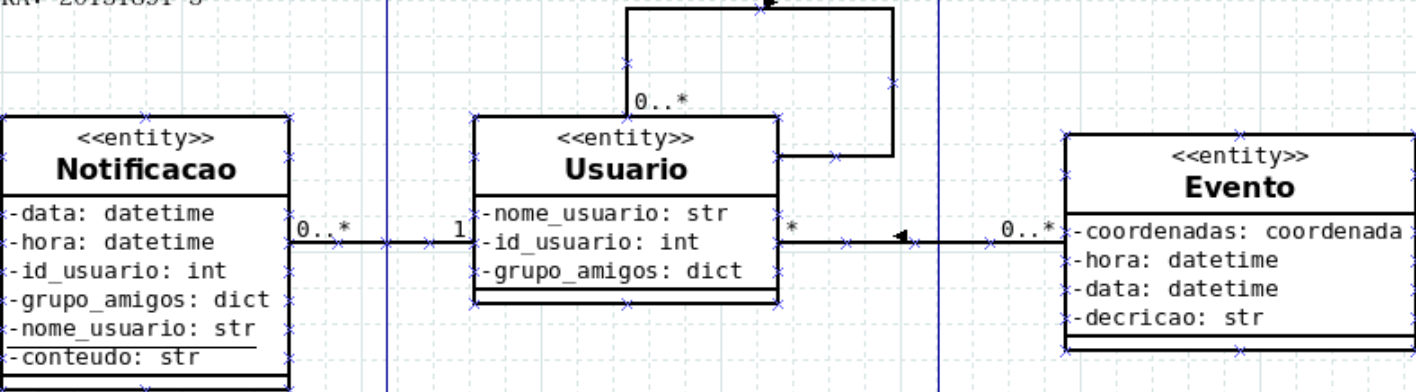 0..*
<<entity>>
Notificacao
-data: datetime
-hora: datetime
-id_usuario: int
-grupo_amigos: dict
-nome_usuario: str
-conteudo: str
0..*
1
<<entity>>
Usuario
-nome_usuario: str
-id_usuario: int
-grupo_amigos: dict
*
0..*
<<entity>>
Evento
-coordenadas: coordenada
-hora: datetime
-data: datetime
-decricao: str